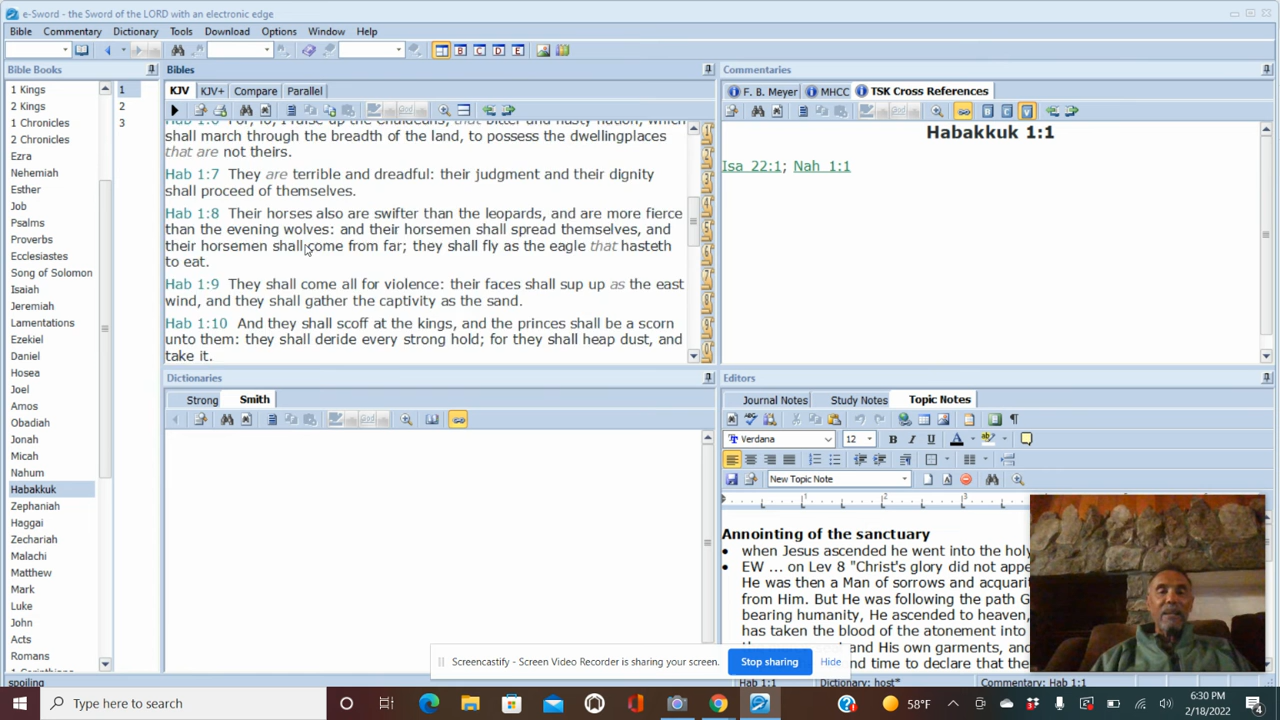 e-Sword - the Sword of the LORD with an electronic edge
Bible Commentary Dictionary Tools Download Options Window Help
B C D E
Bible Books
1 Kings
2 Kings
1 Chronicles
2 Chronicles
Ezra
Nehemiah
Esther
Job
Psalms
Proverbs
Ecclesiastes
Song of Solomon
Isaiah
Jeremiah
Lamentations
Ezekiel
Daniel
Hosea
Joel
Amos
Obadiah
Jonah
Micah
Nahum
Habakkuk
Zephaniah
Haggai
Zechariah
Malachi
Matthew
Mark
Luke
John
Acts
Romans
1
2
3
Bibles
KJV KJV+ Compare Parallel
shall march through the breadth of the land, to possess the dwellingplaces
that are not theirs.
Hab 1:7 They are terrible and dreadful: their judgment and their dignity
shall proceed of themselves.
Hab 1:8 Their horses also are swifter than the leopards, and are more fierce
than the evening wolves: and their horsemen shall spread themselves, and
their horsemen shall come from far; they shall fly as the eagle that hasteth
to eat.
Hab 1:9 They shall come all for violence: their faces shall sup up as the east
wind, and they shall gather the captivity as the sand.
Hab 1:10 And they shall scoff at the kings, and the princes shall be a scorn
unto them: they shall deride every strong hold; for they shall heap dust, and
take it.
Commentaries
F. B. Meyer MHCC TSK Cross References
Habakkuk 1:1
Isa 22:1; Nah 1:1
Dictionaries
Strong Smith
Editors
Journal Notes Study Notes Topic Notes
Verdana 12 B I U A
New Topic Note
1 2 3
Annointing of the sanctuary
• when Jesus ascended he went into the holy
• EW ... on Lev 8 "Christ's glory did not appe
He was then a Man of sorrows and acquari
from Him. But He was following the path G
bearing humanity, He ascended to heaven,
has taken the blood of the atonement into
and His own garments, and
nd time to declare that the
Screencastify - Screen Video Recorder is sharing your screen. Stop sharing Hide
spoiling
Hab 1:1 Dictionary: host* Commentary: Hab 1:1
Type here to search
58°F
6:30 PM
2/18/2022
4